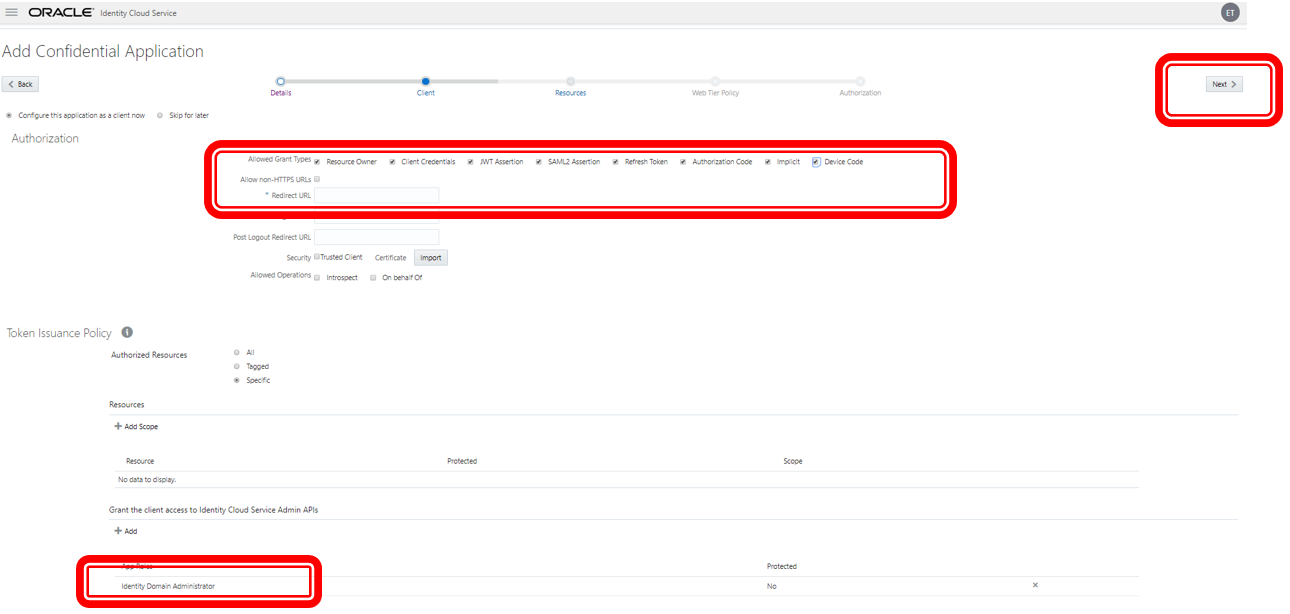 ORACLE® Identity Cloud Service ET
Add Confidential Application
< Back Next >
Details Client Resources Web Tier Policy Authorization
Configure this application as a client now Skip for later
Authorization
Allowed Grant Types Resource Owner Client Credentials JWT Assertion SAML2 Assertion Refresh Token Authorization Code Implicit Device Code
Allow non-HTTPS URLs
* Redirect URL
Post Logout Redirect URL
Security Trusted Client Certificate Import
Allowed Operations Introspect On behalf Of
Token Issuance Policy i
Authorized Resources All
Tagged
Specific
Resources
+ Add Scope
Resource Protected Scope
No data to display.
Grant the client access to Identity Cloud Service Admin APIs
+ Add
App Roles Protected
Identity Domain Administrator No ×